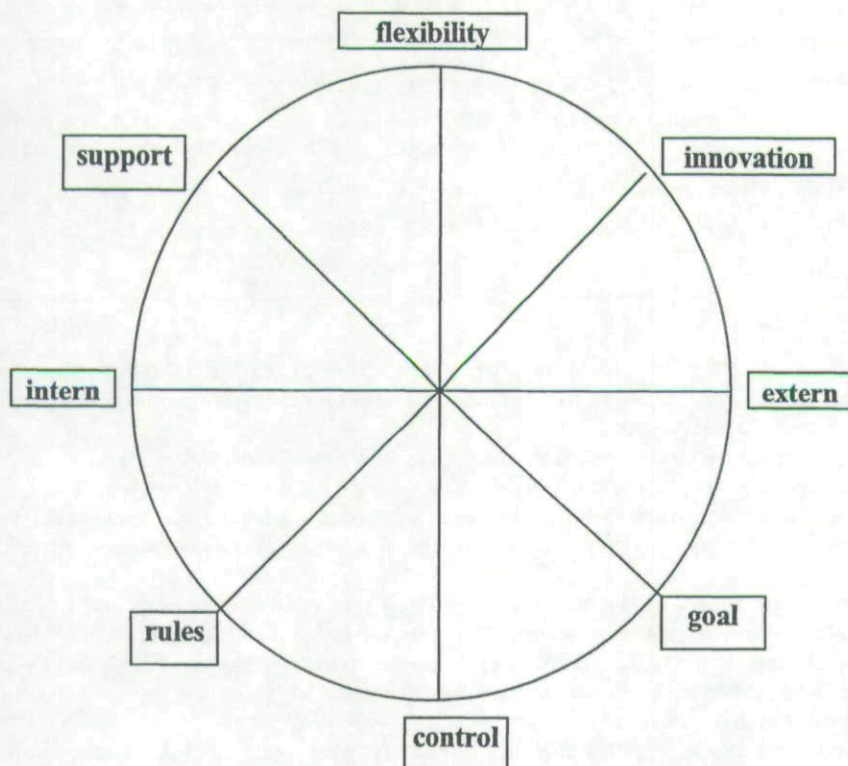 flexibility
support
innovation
intern
extern
rules
goal
control